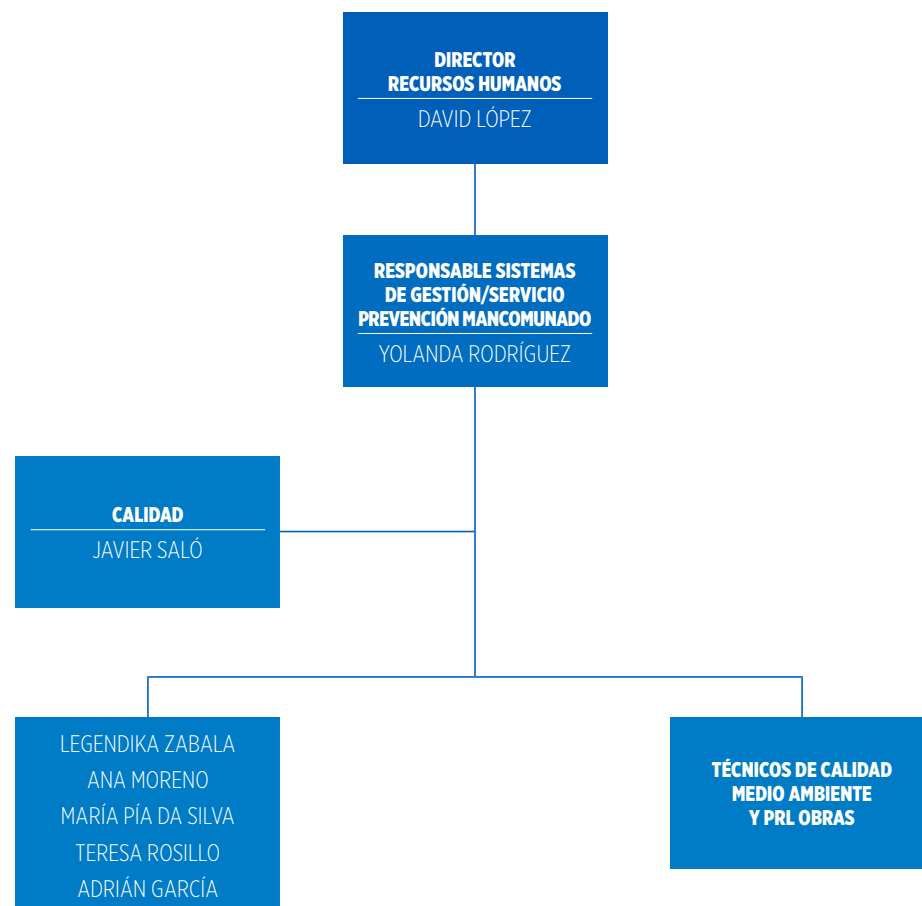 DIRECTOR
RECURSOS HUMANOS
DAVID LÓPEZ
RESPONSABLE SISTEMAS
DE GESTIÓN/SERVICIO
PREVENCIÓN MANCOMUNADO
YOLANDA RODRÍGUEZ
CALIDAD
JAVIER SALÓ
LEGENDIKA ZABALA
ANA MORENO
MARÍA PÍA DA SILVA
TERESA ROSILLO
ADRIÁN GARCÍA
TÉCNICOS DE CALIDAD
MEDIO AMBIENTE
Y PRL OBRAS